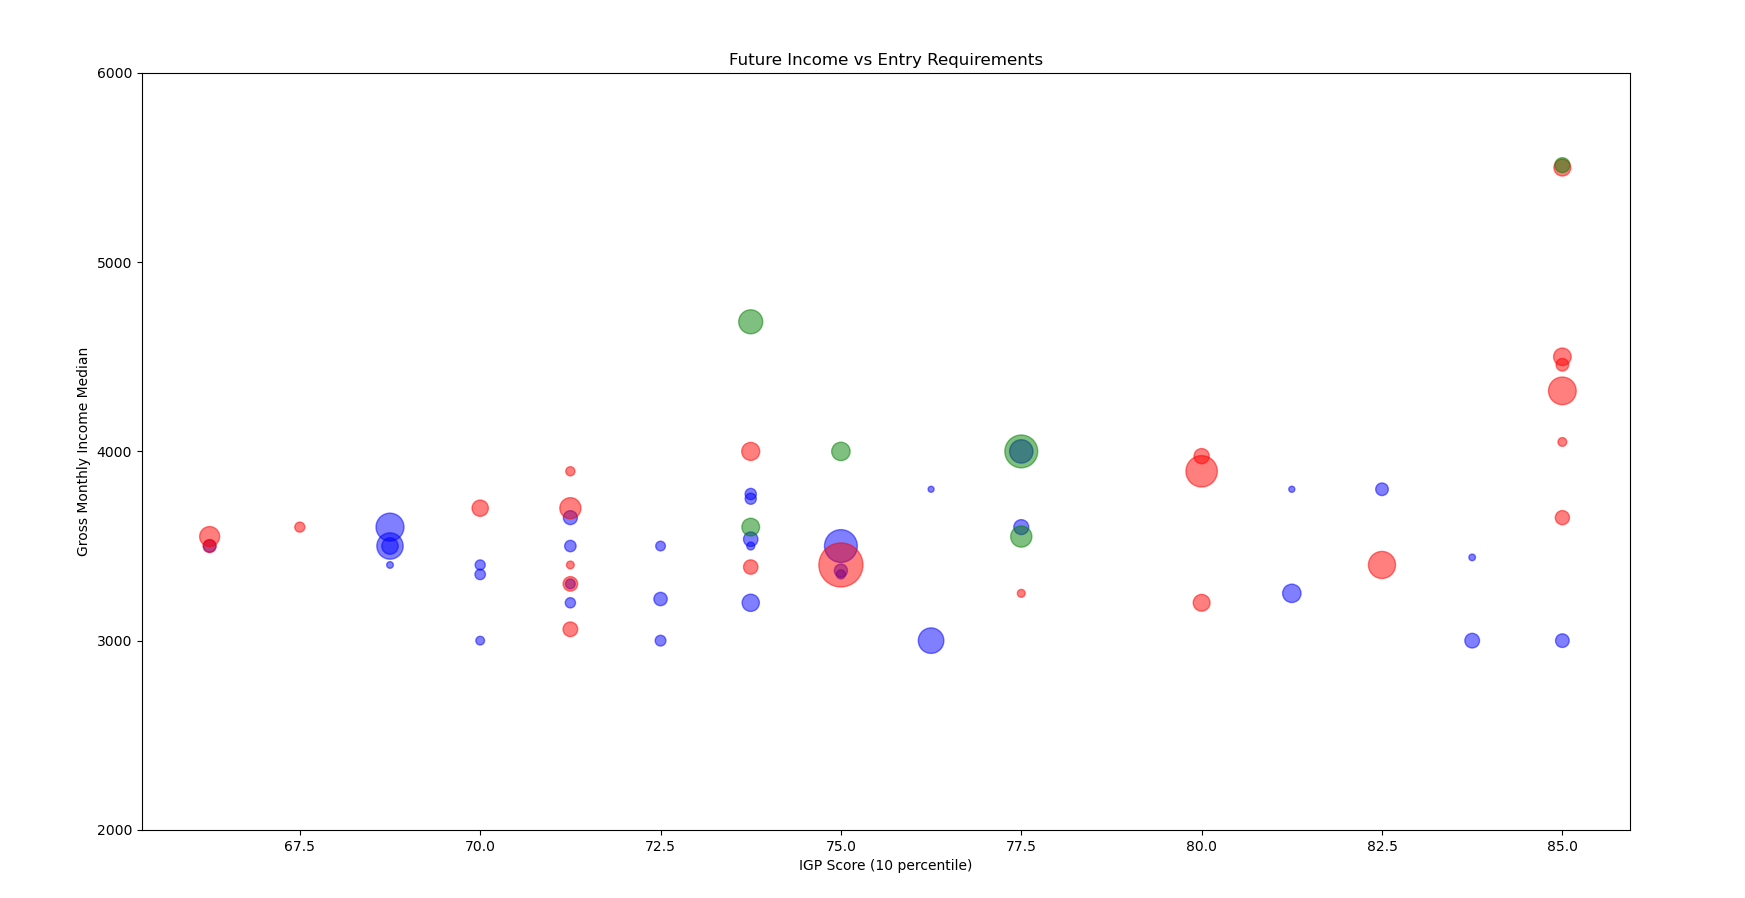 Future Income vs Entry Requirements
6000
5000
4000
3000
2000
Gross Monthly Income Median
67.5 70.0 72.5 75.0 77.5 80.0 82.5 85.0
IGP Score (10 percentile)